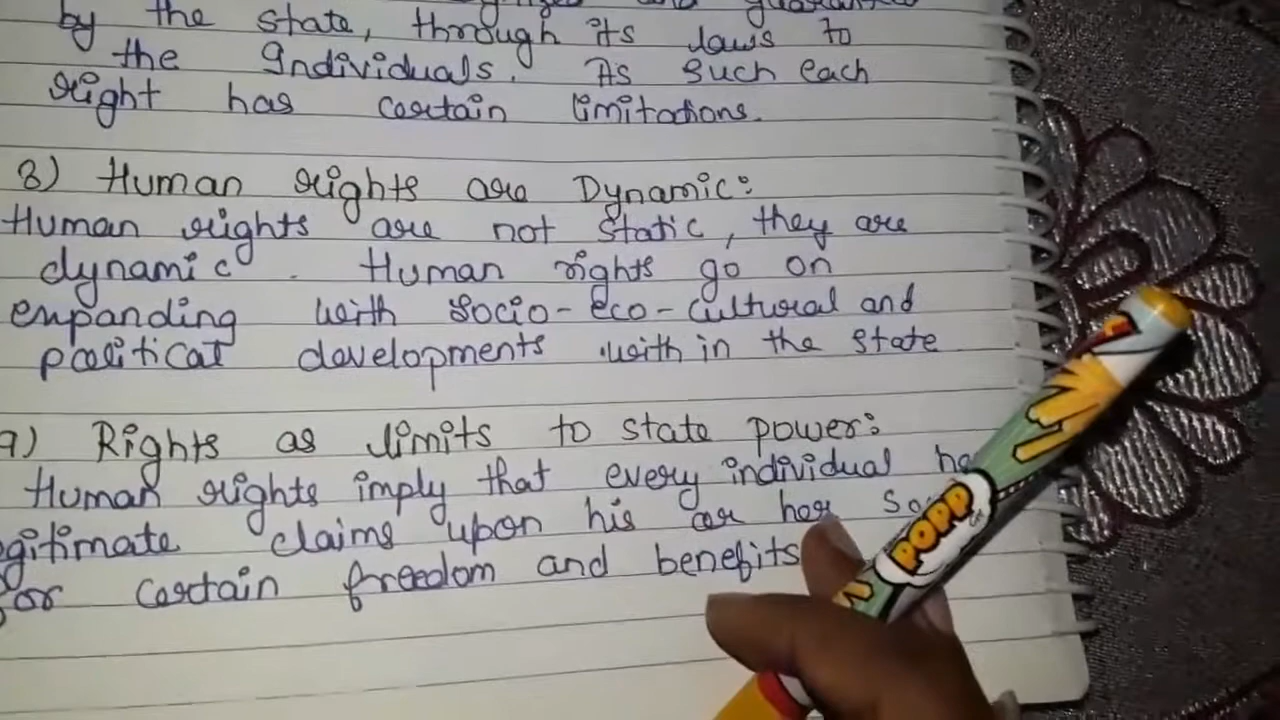 by the state, through its laws to
the Individuals. As such each
right has certain limitations.
8) Human rights are Dynamic:
Human rights are not static, they are
dynamic. Human rights go on
expanding with socio-eco-cultural and
political developments with in the state
9) Rights as limits to state power:
Human rights imply that every individual
claims upon his or her
for certain freedom and benefits
POPP